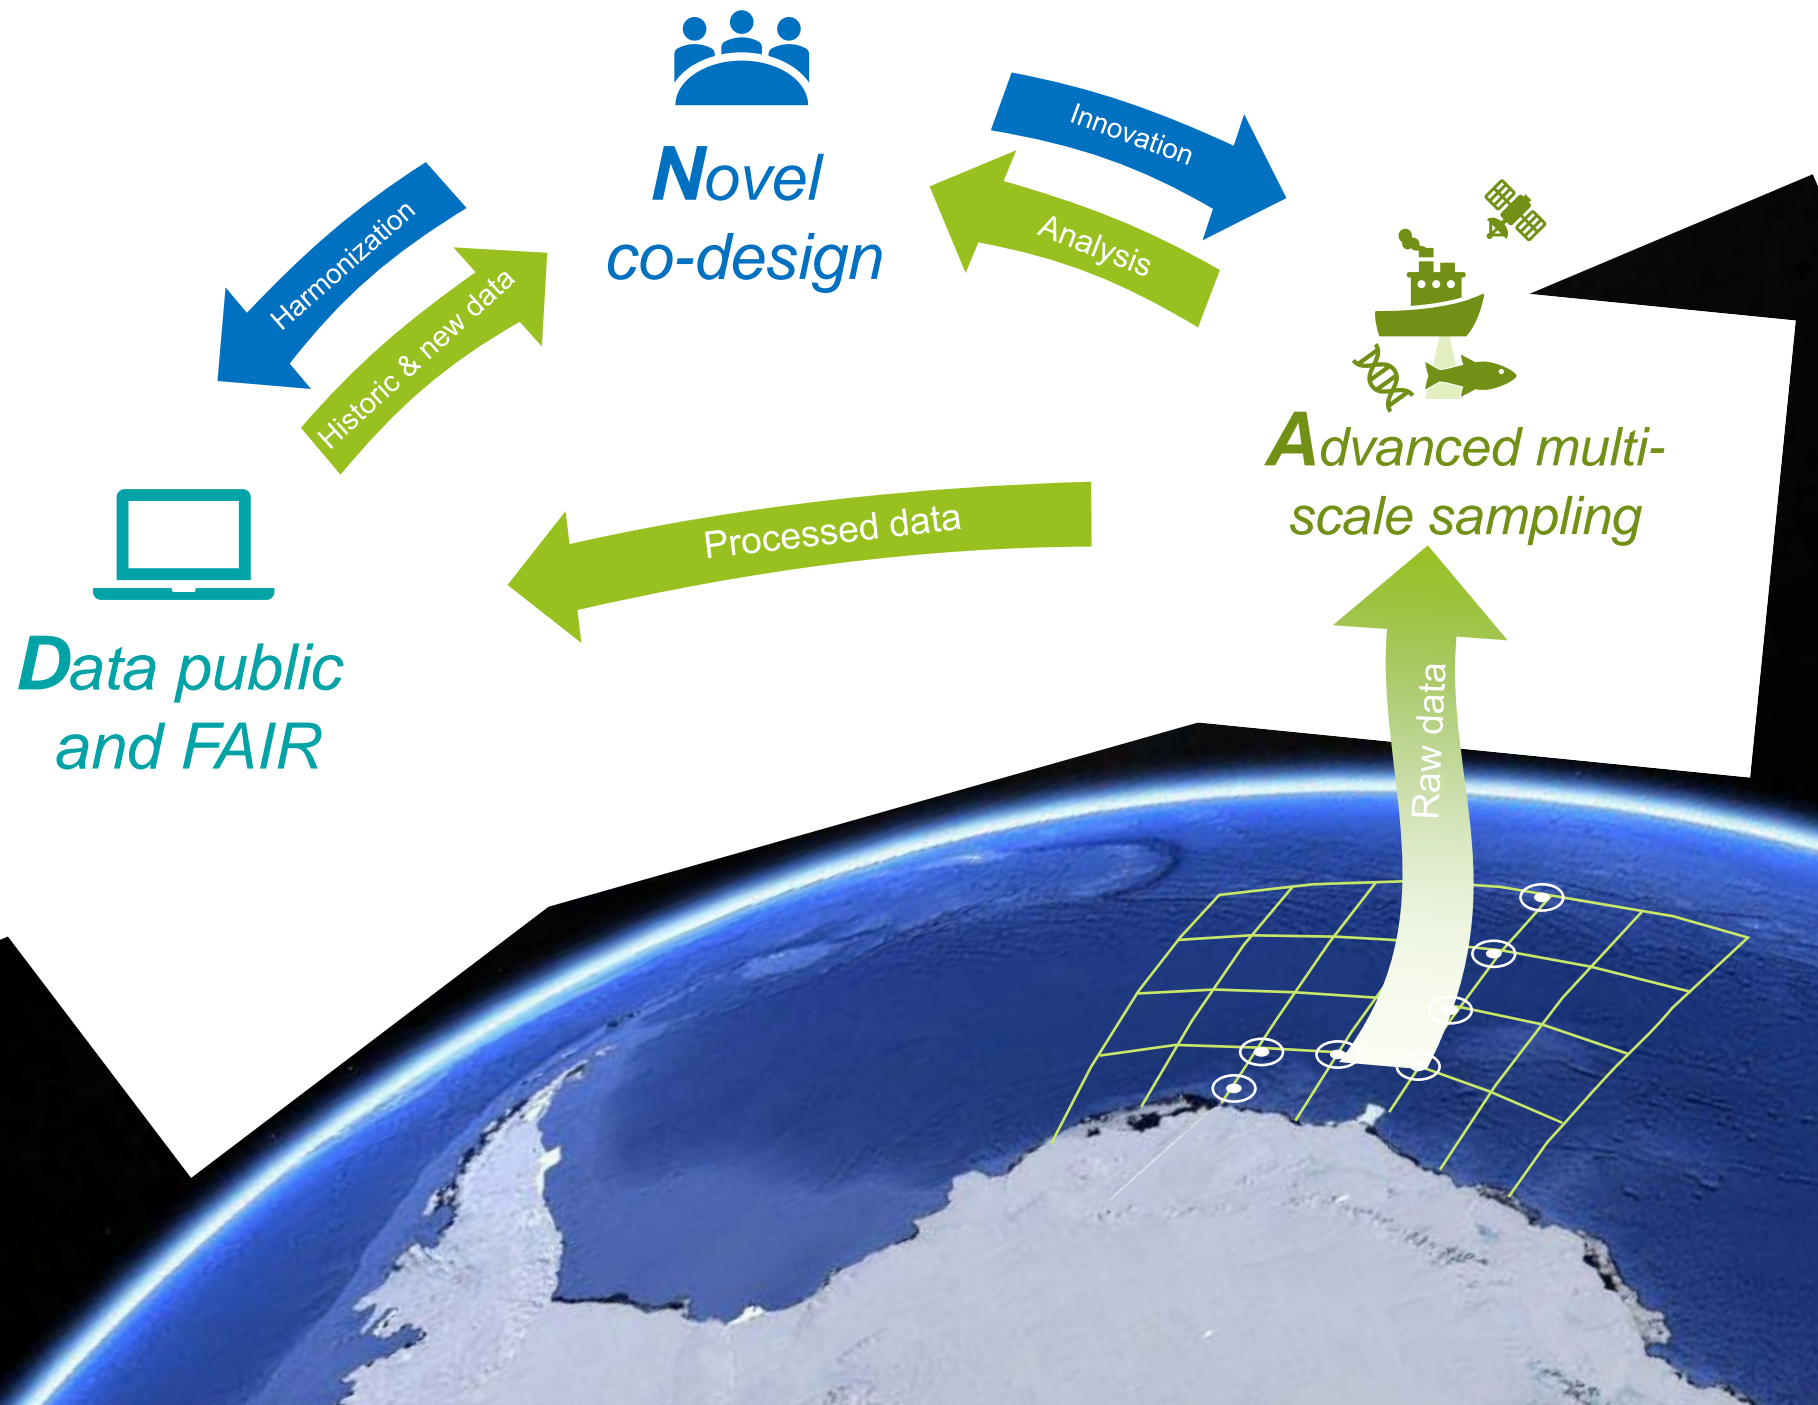 Novel
co-design
Innovation
Analysis
Harmonization
Historic & new data
Advanced multi-
scale sampling
Processed data
Data public
and FAIR
Raw data